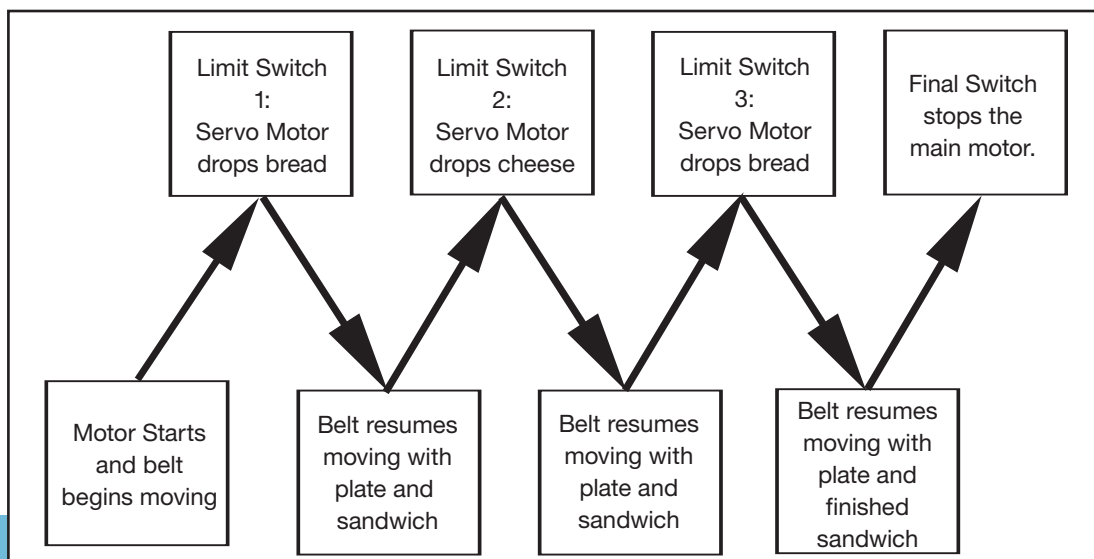 Motor Starts
and belt
begins moving
Limit Switch
1:
Servo Motor
drops bread
Belt resumes
moving with
plate and
sandwich
Limit Switch
2:
Servo Motor
drops cheese
Belt resumes
moving with
plate and
sandwich
Limit Switch
3:
Servo Motor
drops bread
Belt resumes
moving with
plate and
finished
sandwich
Final Switch
stops the
main motor.